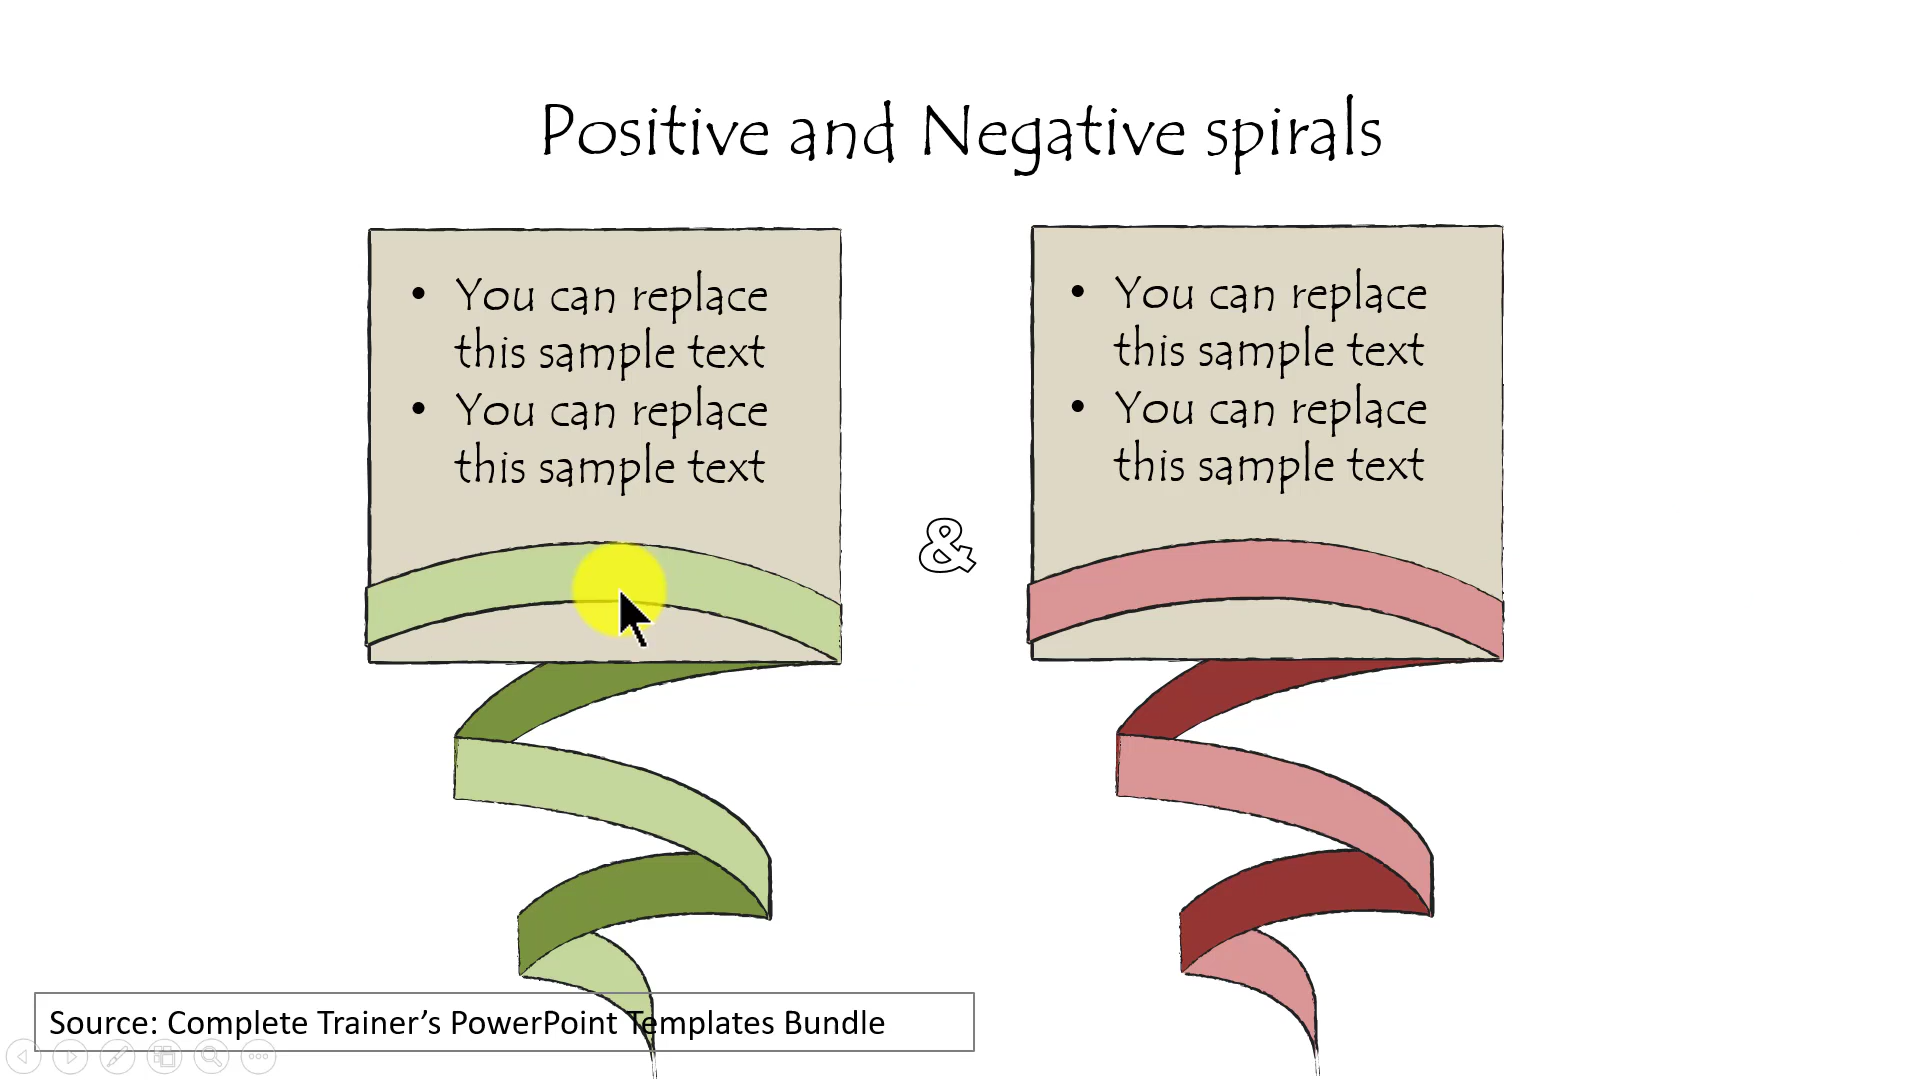 Positive and Negative spirals
• You can replace
this sample text
• You can replace
this sample text
&
• You can replace
this sample text
• You can replace
this sample text
Source: Complete Trainer’s PowerPoint Templates Bundle